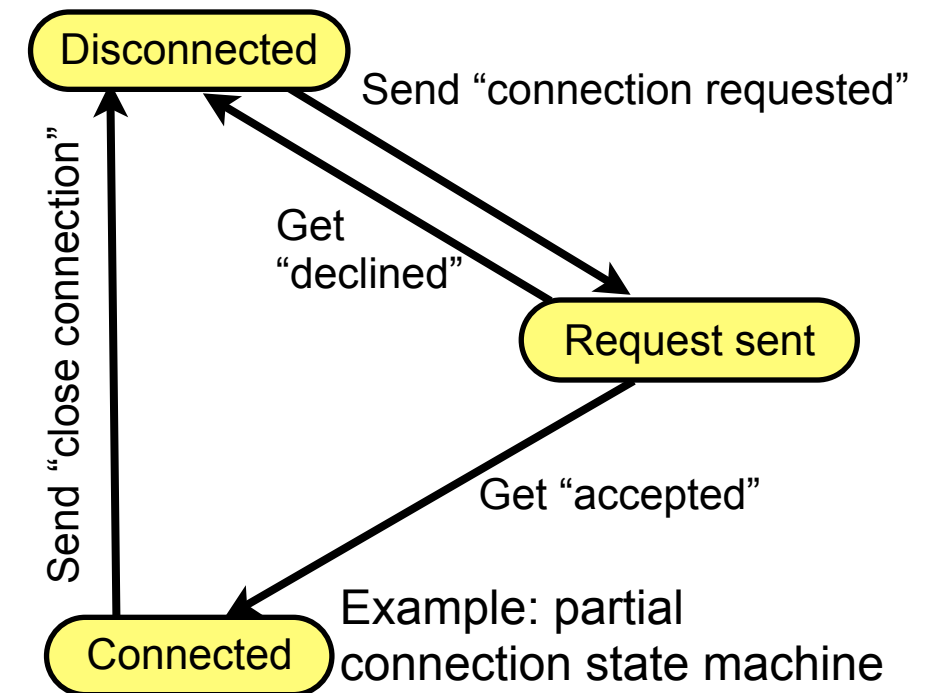 Disconnected
Send “connection requested”
Send “close connection”
Get
“declined”
Request sent
Get “accepted”
Connected
Example: partial
connection state machine